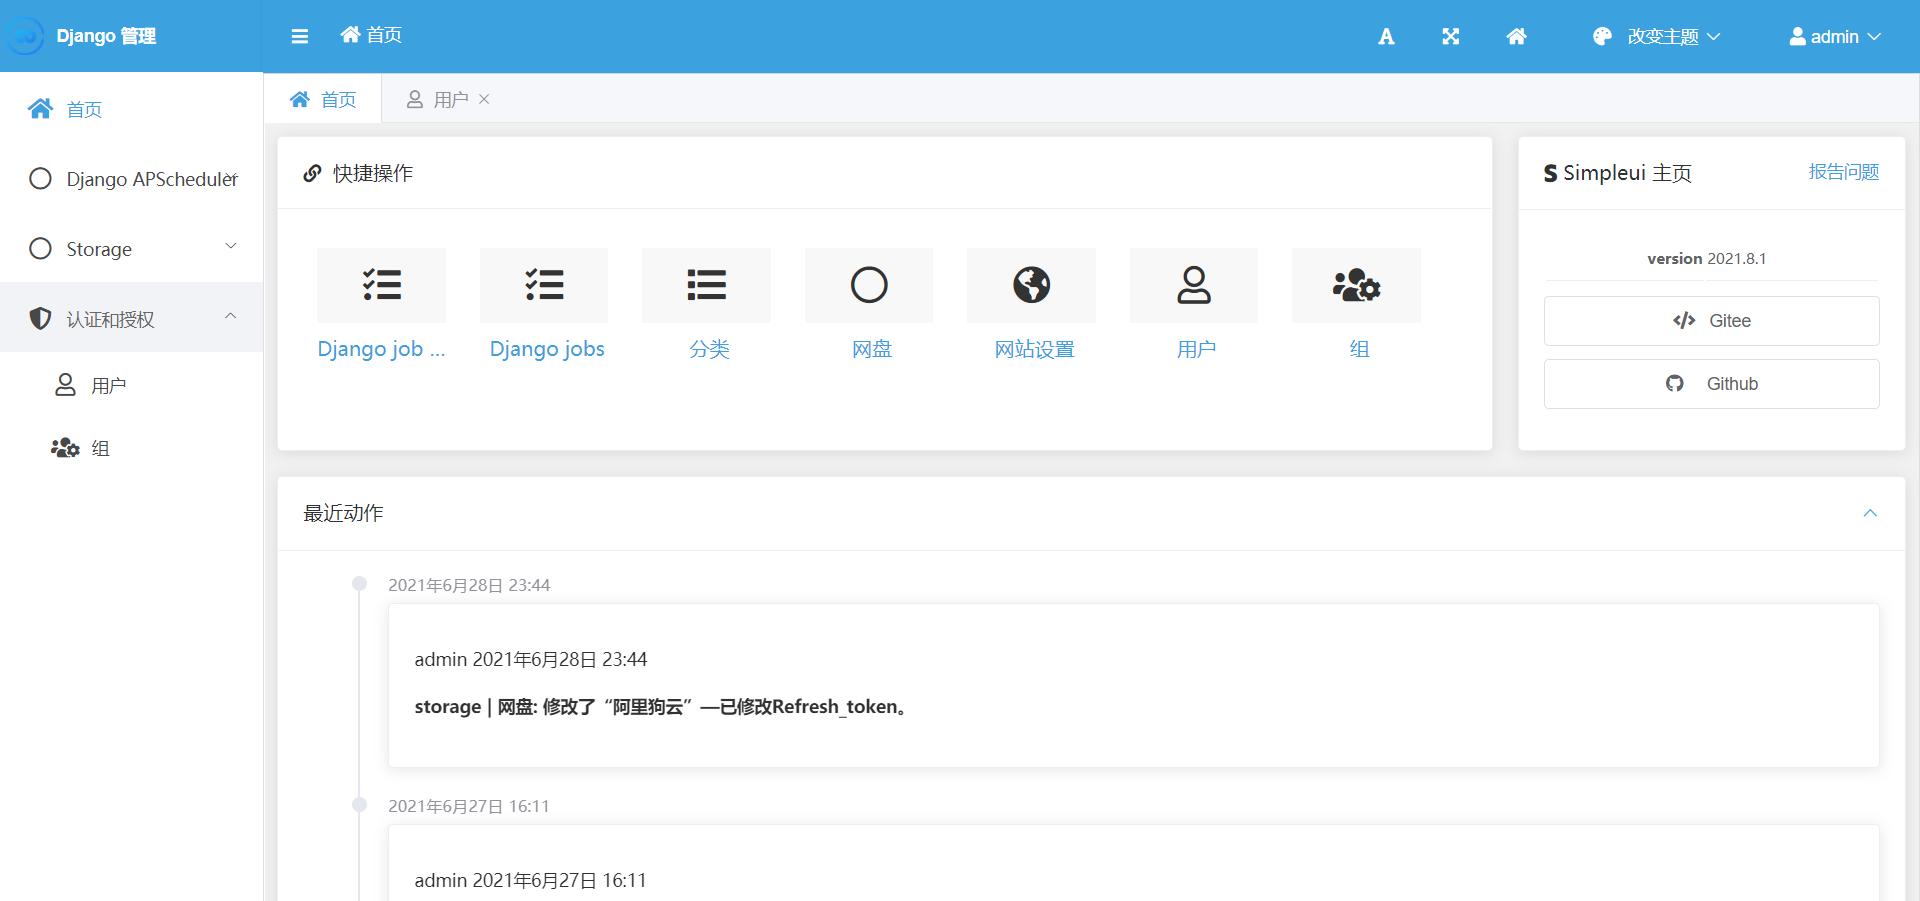 Django 管理
首页
改变主题
admin
首页
用户
首页
Django APScheduler
Storage
认证和授权
用户
组
快捷操作
Django job ...
Django jobs
分类
网盘
网站设置
用户
组
Simpleui 主页
报告问题
version 2021.8.1
Gitee
Github
最近动作
2021年6月28日 23:44
admin 2021年6月28日 23:44
storage | 网盘: 修改了“阿里狗云”—已修改Refresh_token。
2021年6月27日 16:11
admin 2021年6月27日 16:11